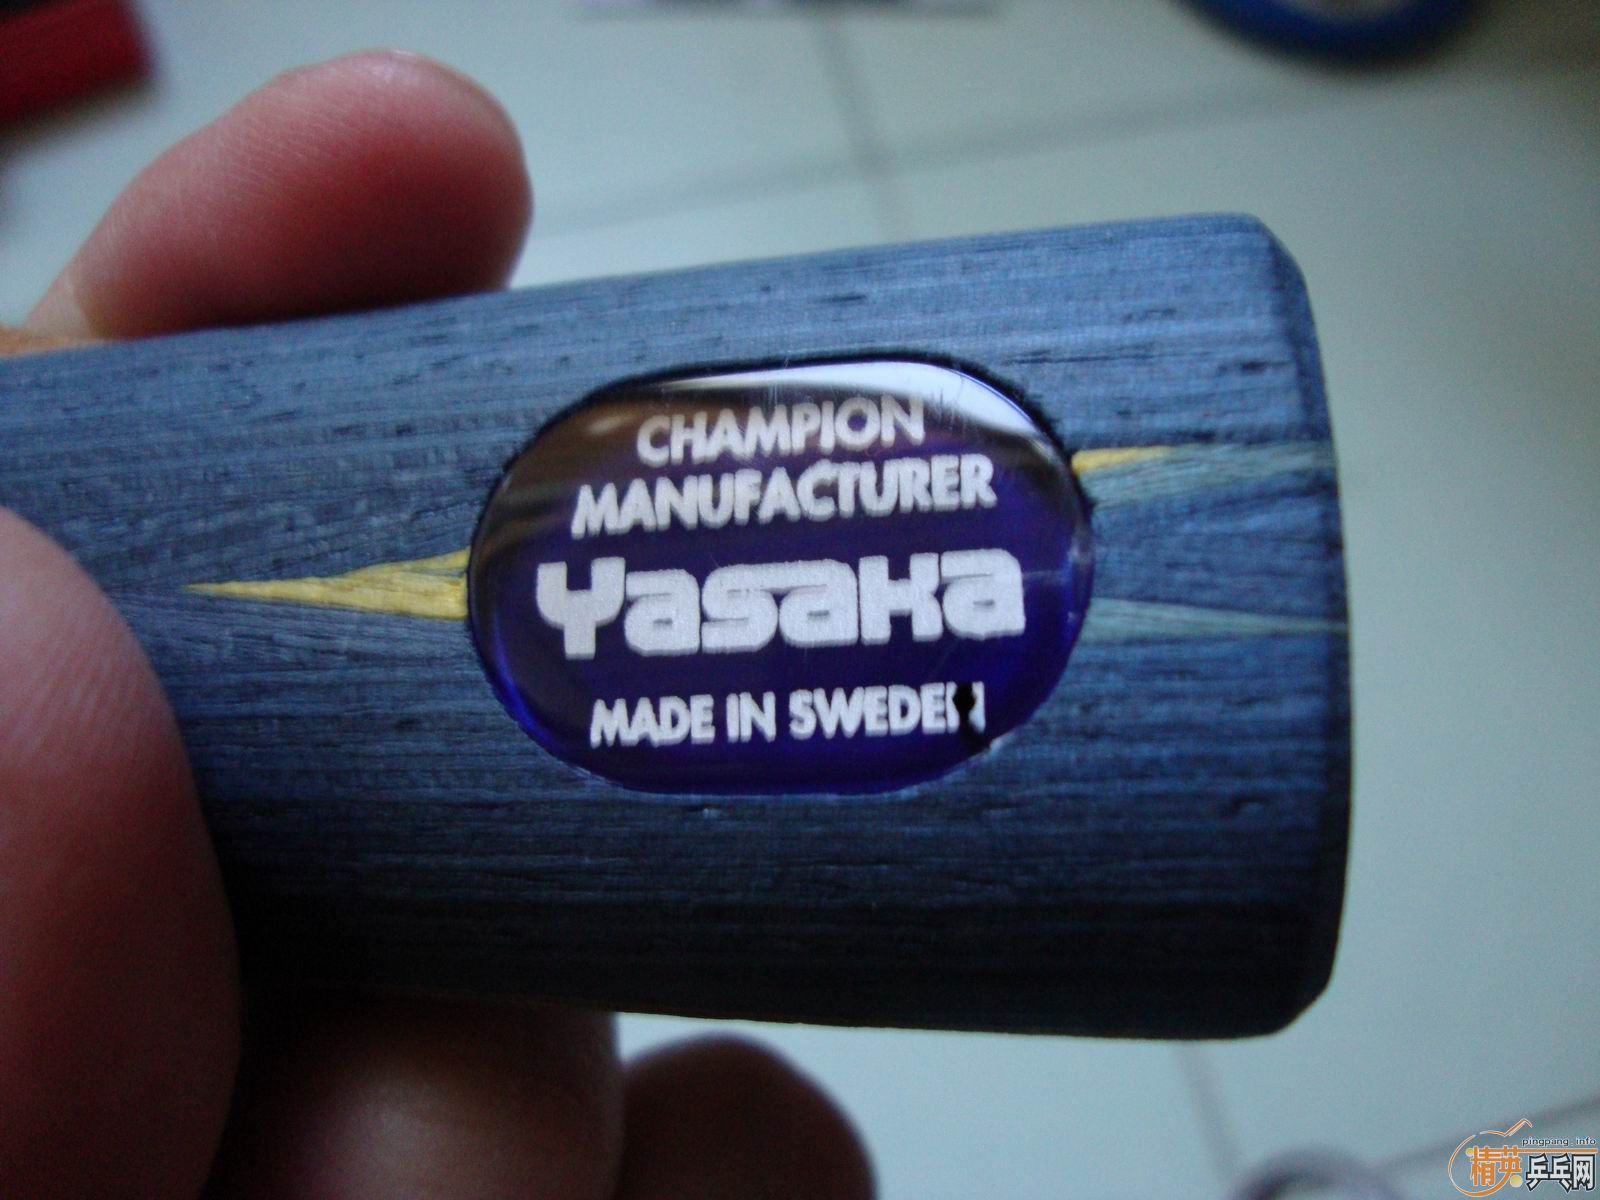 CHAMPION
MANUFACTURER
Yasaka
MADE IN SWEDEN
pingpang.info
精英乒乓网